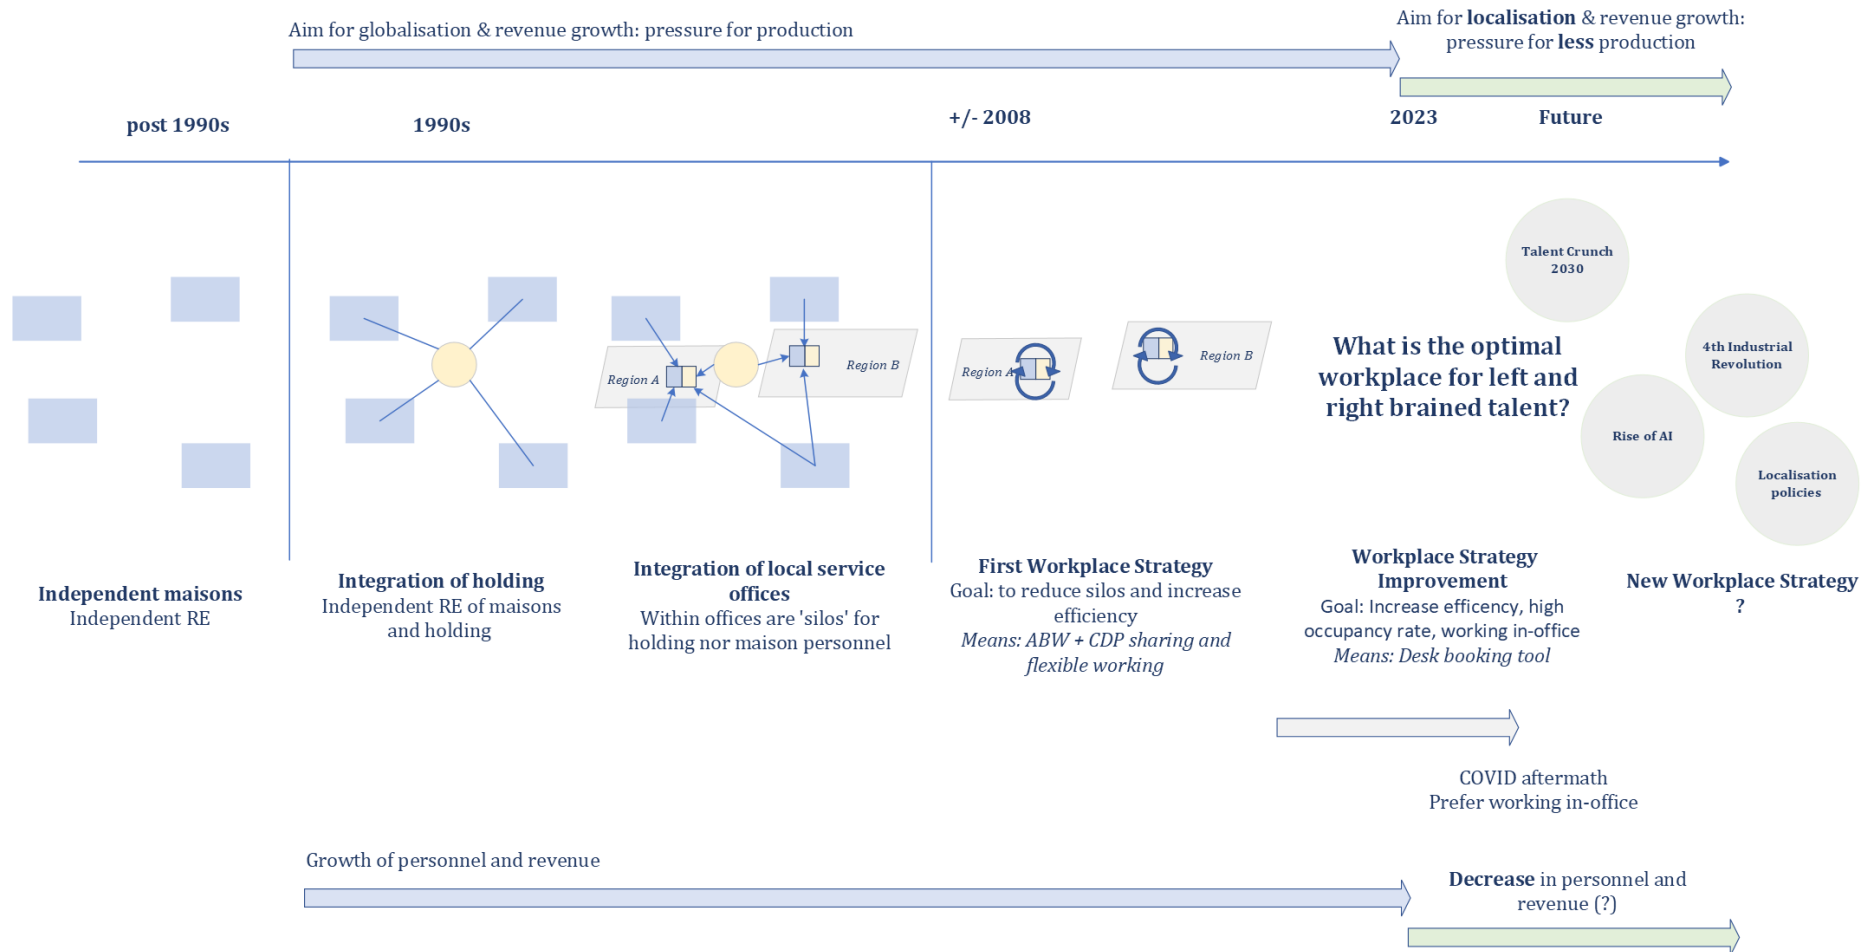 Aim for globalisation & revenue growth: pressure for production
Aim for localisation & revenue growth:
pressure for less production
post 1990s
1990s
+/- 2008
2023
Future
Talent Crunch
2030
4th Industrial
Revolution
Rise of AI
Localisation
policies
Region A
Region B
Region A
Region B
What is the optimal
workplace for left and
right brained talent?
Independent maisons
Independent RE
Integration of holding
Independent RE of maisons
and holding
Integration of local service
offices
Within offices are 'silos' for
holding nor maison personnel
First Workplace Strategy
Goal: to reduce silos and increase
efficiency
Means: ABW + CDP sharing and
flexible working
Workplace Strategy
Improvement
Goal: Increase efficency, high
occupancy rate, working in-office
Means: Desk booking tool
New Workplace Strategy
?
COVID aftermath
Prefer working in-office
Growth of personnel and revenue
Decrease in personnel and
revenue (?)